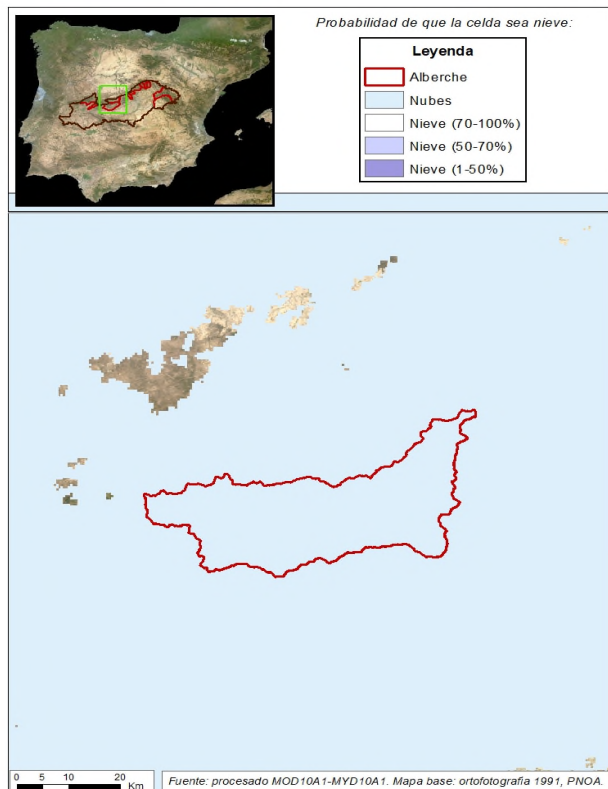 Probabilidad de que la celda sea nieve:
Leyenda
Alberche
Nubes
Nieve (70-100%)
Nieve (50-70%)
Nieve (1-50%)
0 5 10 20
Km
Fuente: procesado MOD10A1-MYD10A1. Mapa base: ortofotografia 1991, PNOA.